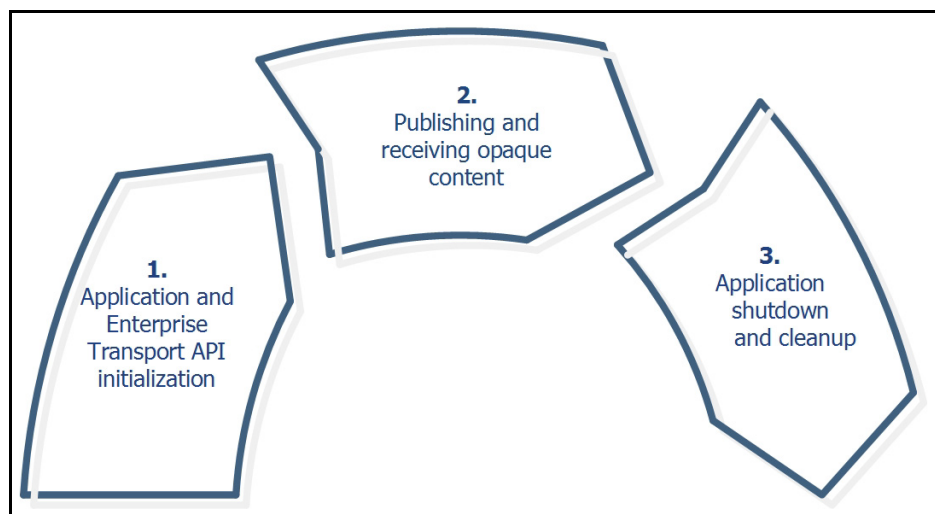 1.
Application and
Enterprise
Transport API
initialization
2.
Publishing and
receiving opaque
content
3.
Application
shutdown
and cleanup